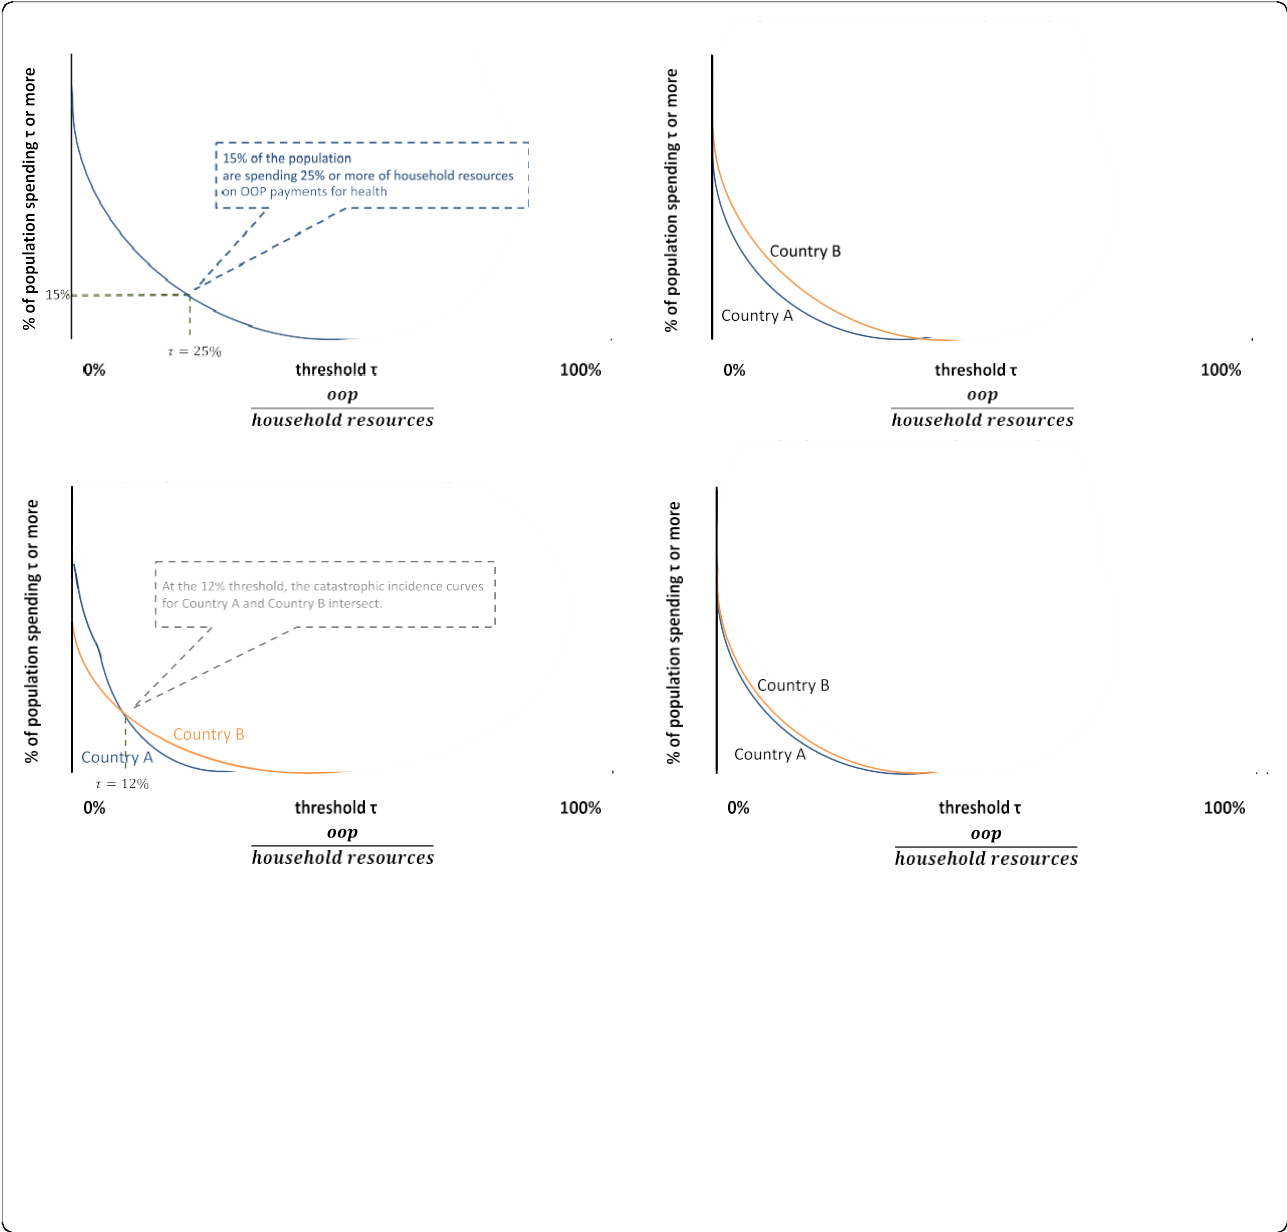 % of population spending τ or more
15% of the population
are spending 25% or more of household resources
on OOP payments for health
15%
τ = 25%
0%
threshold τ
100%
oop
household resources
% of population spending τ or more
Country B
Country A
0%
threshold τ
100%
oop
household resources
% of population spending τ or more
At the 12% threshold, the catastrophic incidence curves
for Country A and Country B intersect.
Country B
Country A
τ = 12%
0%
threshold τ
100%
oop
household resources
% of population spending τ or more
Country B
Country A
0%
threshold τ
100%
oop
household resources